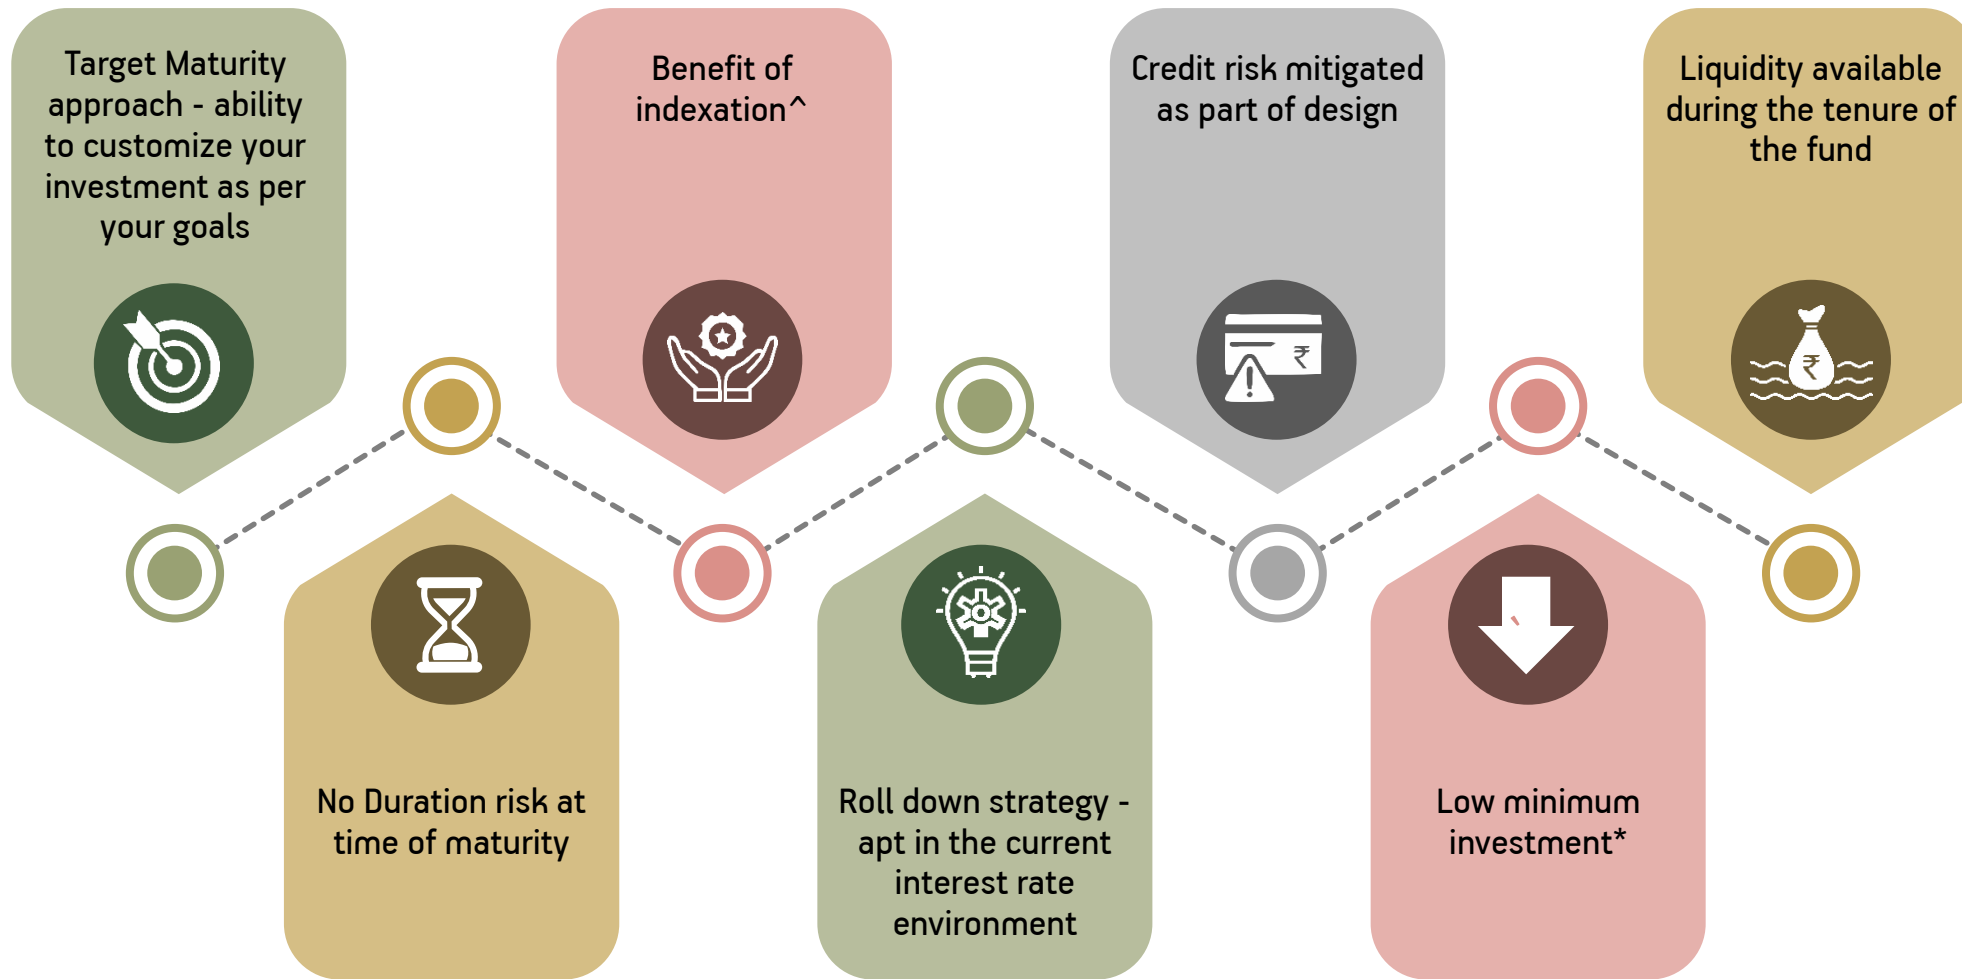 Target Maturity
approach - ability
to customize your
investment as per
your goals
No Duration risk at
time of maturity
Benefit of
indexation^
Roll down strategy -
apt in the current
interest rate
environment
Credit risk mitigated
as part of design
₹
Low minimum
investment*
Liquidity available
during the tenure of
the fund
₹